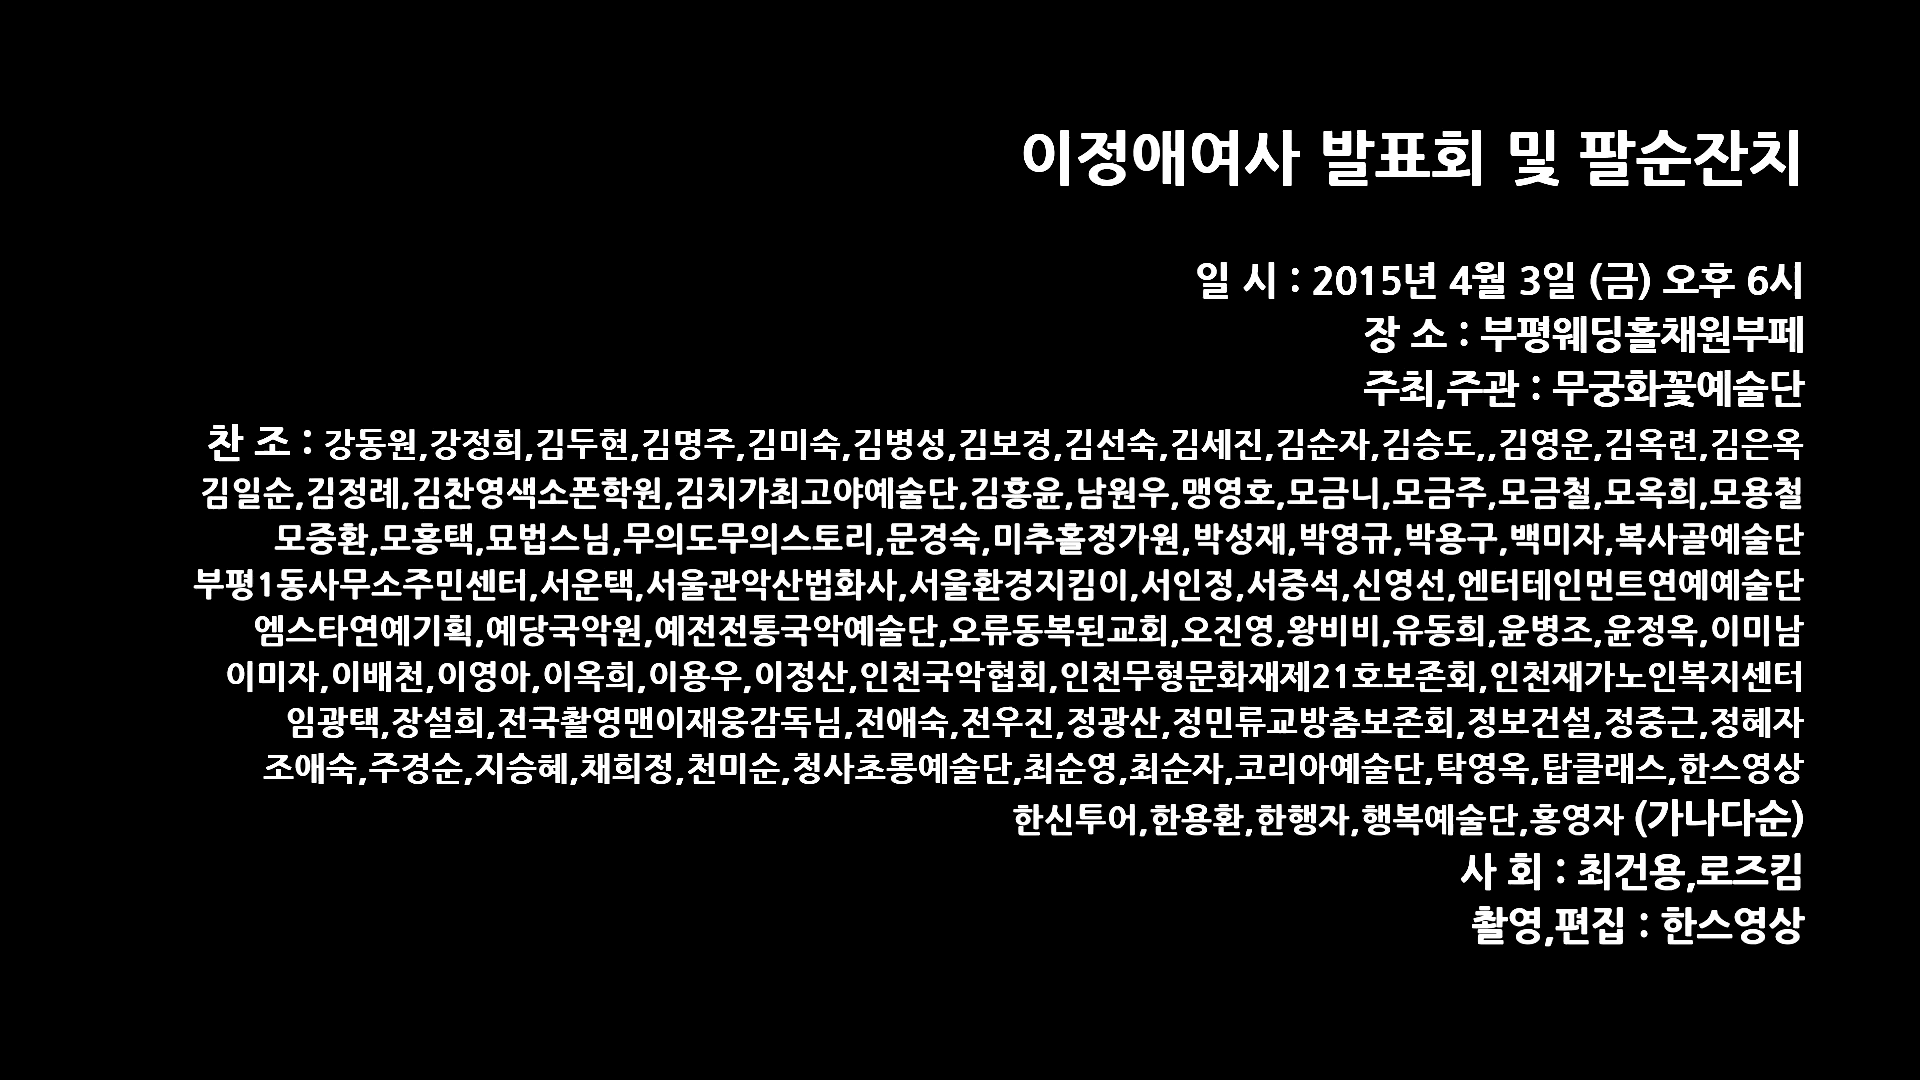 이정애여사 발표회 및 팔순잔치
일 시 : 2015년 4월 3일 (금) 오후 6시
장 소 : 부평웨딩홀채원부페
주최,주관 : 무궁화꽃예술단
찬 조 : 강동원,강정희,김두현,김명주,김미숙,김병성,김보경,김선숙,김세진,김순자,김승도,,김영운,김옥련,김은옥
김일순,김정례,김찬영색소폰학원,김치가최고야예술단,김흥윤,남원우,맹영호,모금니,모금주,모금철,모옥희,모용철
모중환,모흥택,묘법스님,무의도무의스토리,문경숙,미추홀정가원,박성재,박영규,박용구,백미자,복사골예술단
부평1동사무소주민센터,서운택,서울관악산법화사,서울환경지킴이,서인정,서중석,신영선,엔터테인먼트연예예술단
엠스타연예기획,예당국악원,예전전통국악예술단,오류동복된교회,오진영,왕비비,유동희,윤병조,윤정옥,이미남
이미자,이배천,이영아,이옥희,이용우,이정산,인천국악협회,인천무형문화재제21호보존회,인천재가노인복지센터
임광택,장설희,전국촬영맨이재웅감독님,전애숙,전우진,정광산,정민류교방춤보존회,정보건설,정중근,정혜자
조애숙,주경순,지승혜,채희정,천미순,청사초롱예술단,최순영,최순자,코리아예술단,탁영옥,탑클래스,한스영상
한신투어,한용환,한행자,행복예술단,홍영자 (가나다순)
사 회 : 최건용,로즈킴
촬영,편집 : 한스영상